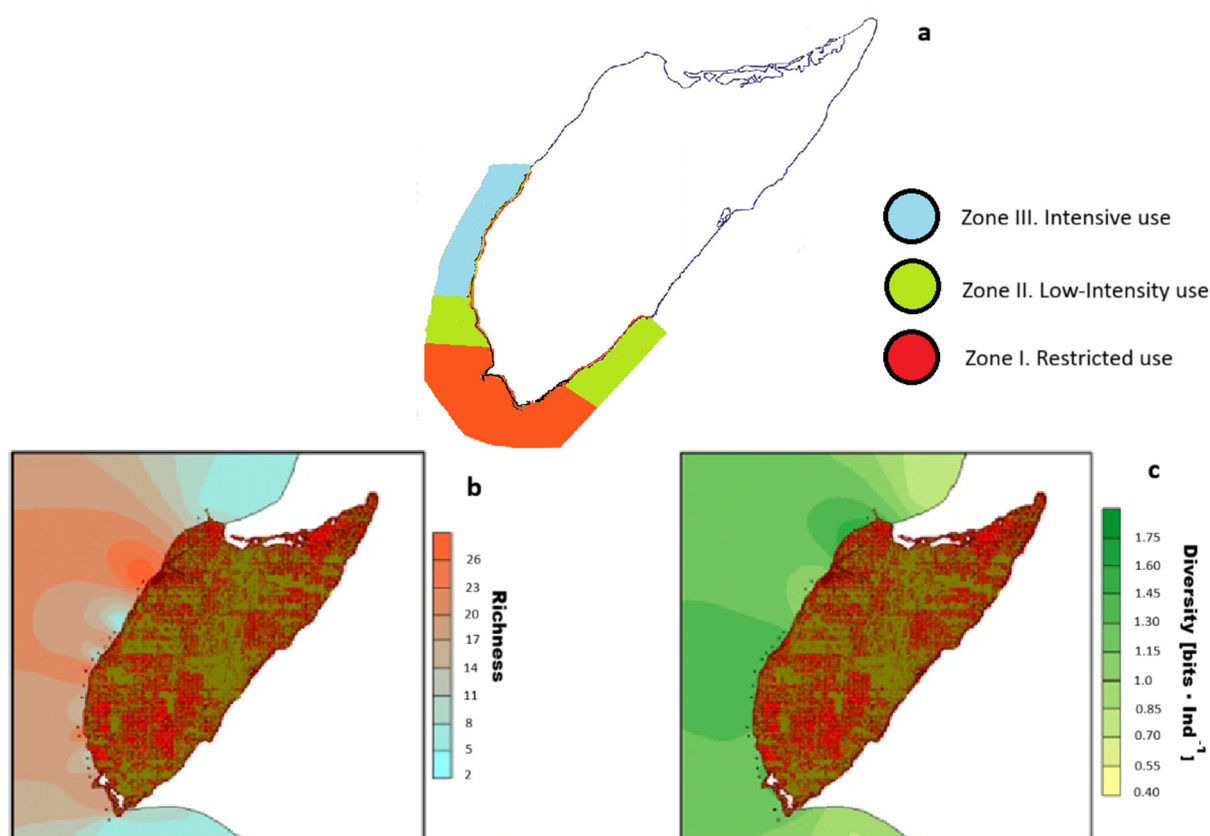 a
Zone III. Intensive use
Zone II. Low-Intensity use
Zone I. Restricted use
b
26
23
20
17
14
11
8
5
2
Richness
c
1.75
1.60
1.45
1.30
1.15
1.0
0.85
0.70
0.55
0.40
Diversity [bits • Ind⁻¹]